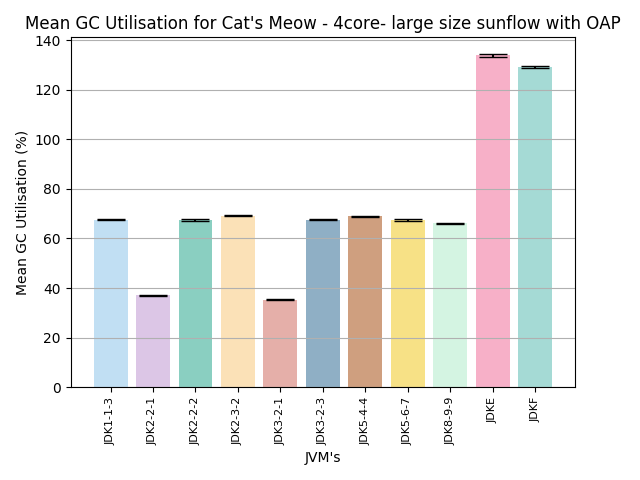 Mean GC Utilisation for Cat's Meow - 4core- large size sunflow with OAP
Mean GC Utilisation (%)
140
120
100
80
60
40
20
0
JDK1-1-3
JDK2-2-1
JDK2-2-2
JDK2-3-2
JDK3-2-1
JDK3-2-3
JDK5-4-4
JDK5-6-7
JDK8-9-9
JDKE
JDKF
JVM's